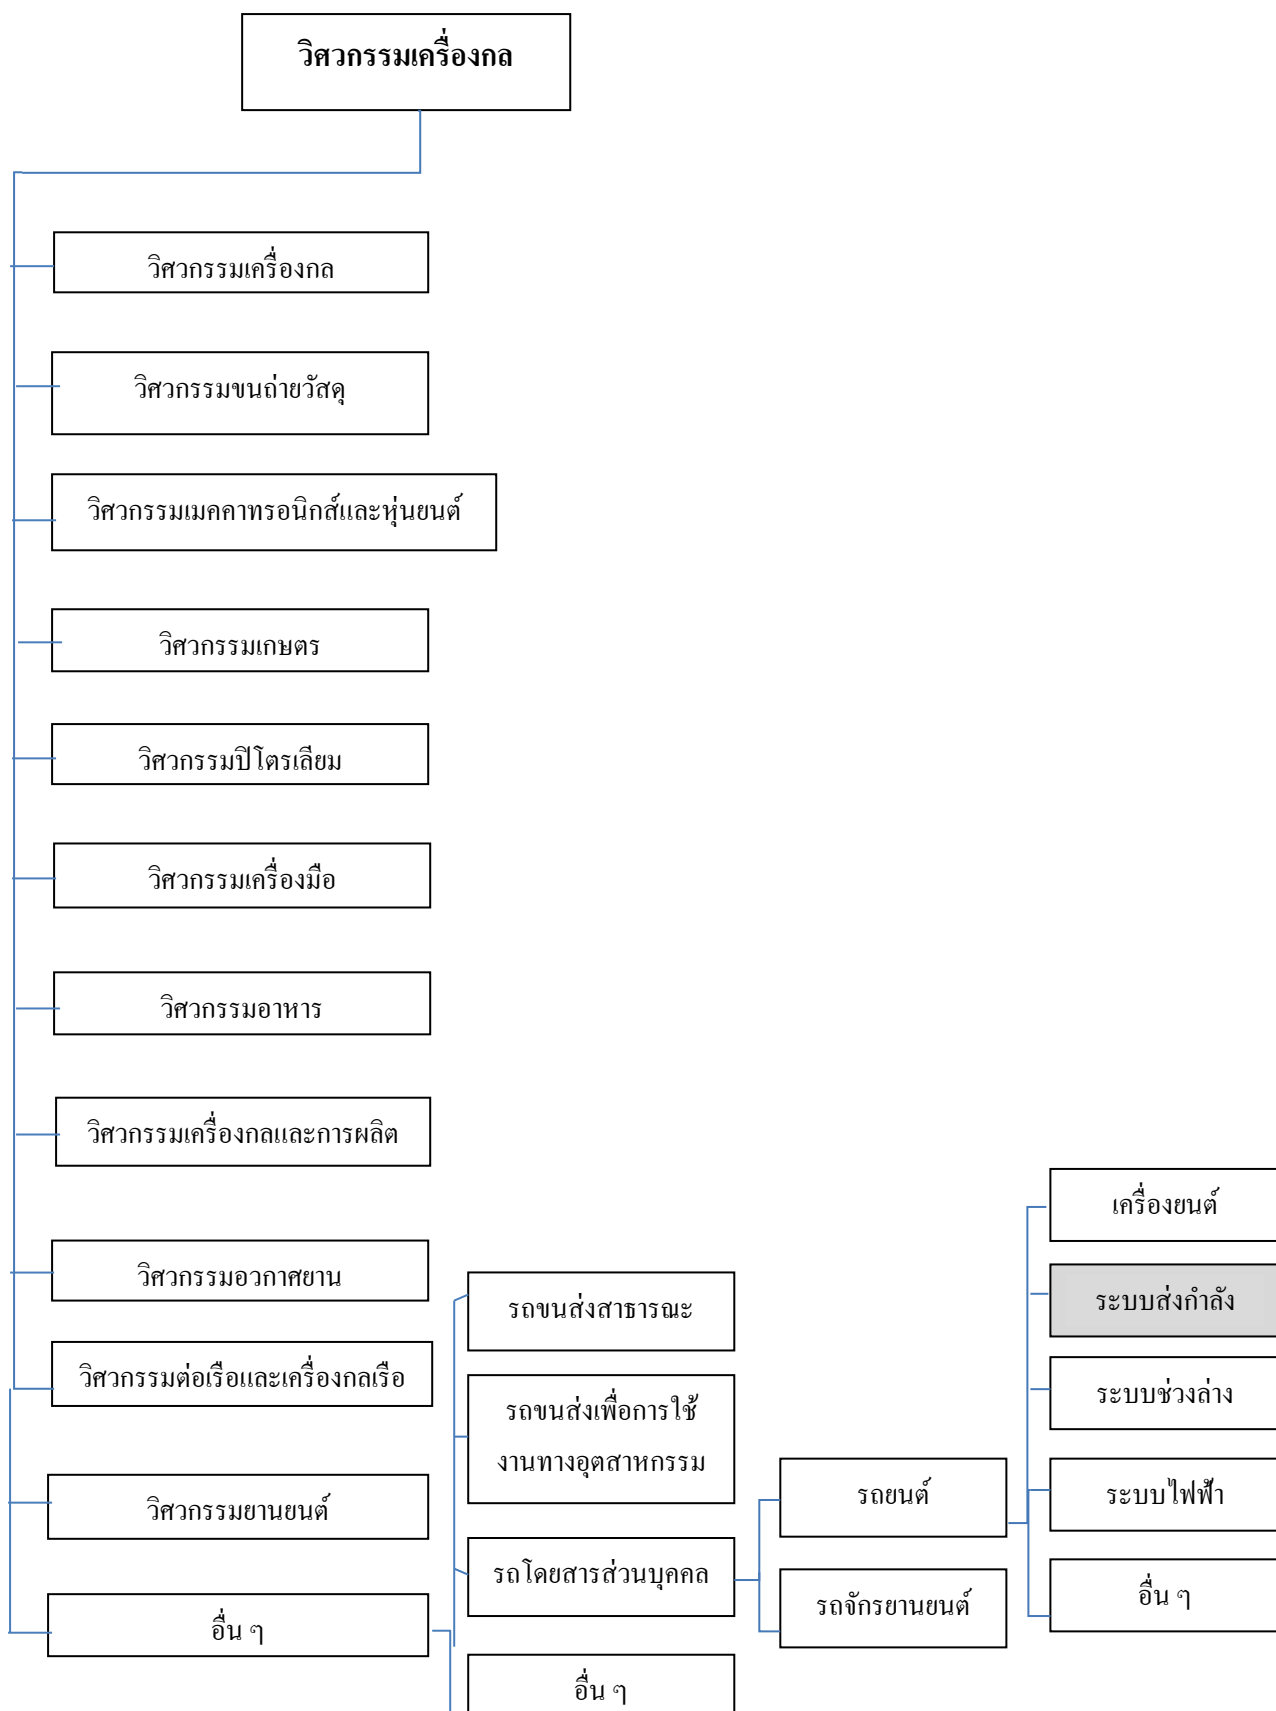 วิศวกรรมเครื่องกล
วิศวกรรมเครื่องกล
วิศวกรรมขนถ่ายวัสดุ
วิศวกรรมเมคคาทรอนิกส์และหุ่นยนต์
วิศวกรรมเกษตร
วิศวกรรมปิโตรเลียม
วิศวกรรมเครื่องมือ
วิศวกรรมอาหาร
วิศวกรรมเครื่องกลและการผลิต
วิศวกรรมอวกาศยาน
วิศวกรรมต่อเรือและเครื่องกลเรือ
วิศวกรรมยานยนต์
อื่น ๆ
รถขนส่งสาธารณะ
รถขนส่งเพื่อการใช้
งานทางอุตสาหกรรม
รถโดยสารส่วนบุคคล
อื่น ๆ
รถยนต์
รถจักรยานยนต์
เครื่องยนต์
ระบบส่งกำลัง
ระบบช่วงล่าง
ระบบไฟฟ้า
อื่น ๆ